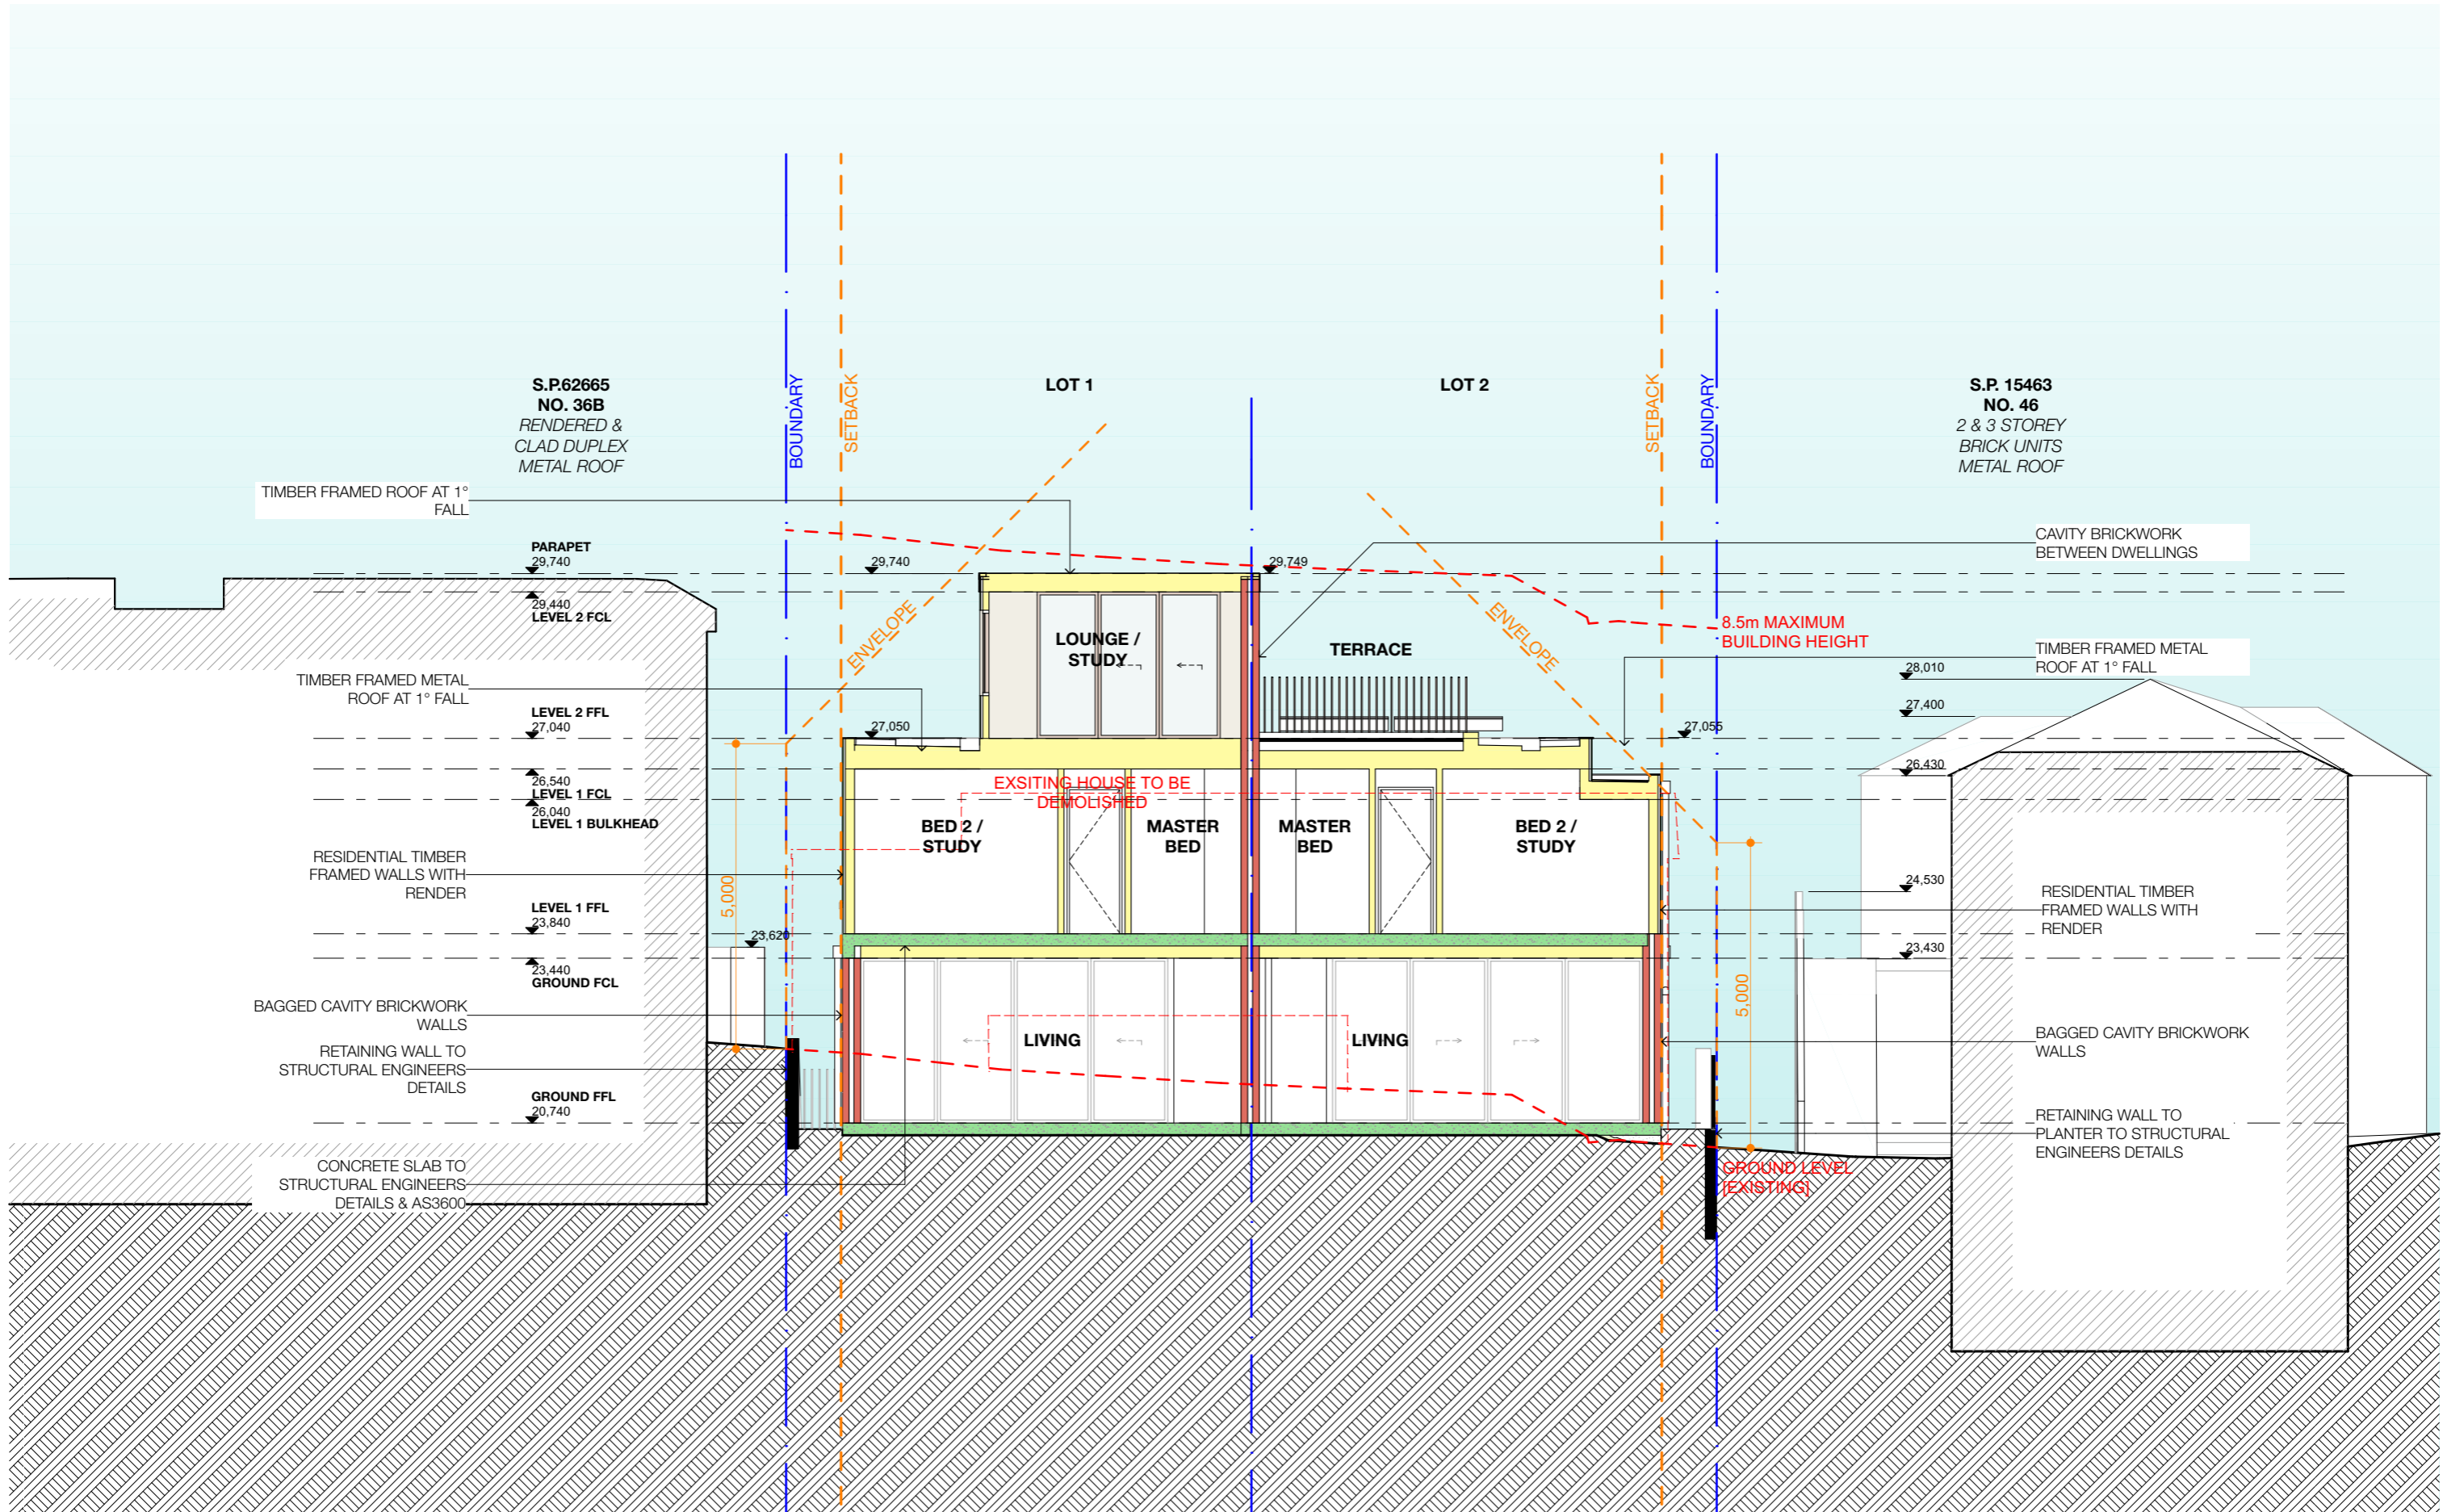 S.P.62665
NO. 36B
RENDERED &
CLAD DUPLEX
METAL ROOF
BOUNDARY
SETBACK
LOT 1
LOT 2
SETBACK
BOUNDARY
S.P. 15463
NO. 46
2 & 3 STOREY
BRICK UNITS
METAL ROOF
TIMBER FRAMED ROOF AT 1°
FALL
CAVITY BRICKWORK
BETWEEN DWELLINGS
PARAPET
29,740
29,740
29,749
29,440
LEVEL 2 FCL
ENVELOPE
ENVELOPE
LOUNGE /
STUDY
TERRACE
8.5m MAXIMUM
BUILDING HEIGHT
TIMBER FRAMED METAL
ROOF AT 1° FALL
28,010
27,400
TIMBER FRAMED METAL
ROOF AT 1° FALL
LEVEL 2 FFL
27,040
27,050
27,055
26,540
LEVEL 1 FCL
26,040
LEVEL 1 BULKHEAD
26,430
EXSITING HOUSE TO BE
DEMOLISHED
BED 2 /
STUDY
MASTER
BED
MASTER
BED
BED 2 /
STUDY
RESIDENTIAL TIMBER
FRAMED WALLS WITH
RENDER
5,000
24,530
RESIDENTIAL TIMBER
FRAMED WALLS WITH
RENDER
LEVEL 1 FFL
23,840
23,620
23,430
23,440
GROUND FCL
BAGGED CAVITY BRICKWORK
WALLS
5,000
LIVING
LIVING
BAGGED CAVITY BRICKWORK
WALLS
RETAINING WALL TO
STRUCTURAL ENGINEERS
DETAILS
GROUND FFL
20,740
RETAINING WALL TO
PLANTER TO STRUCTURAL
ENGINEERS DETAILS
CONCRETE SLAB TO
STRUCTURAL ENGINEERS
DETAILS & AS3600
GROUND LEVEL
[EXISTING]